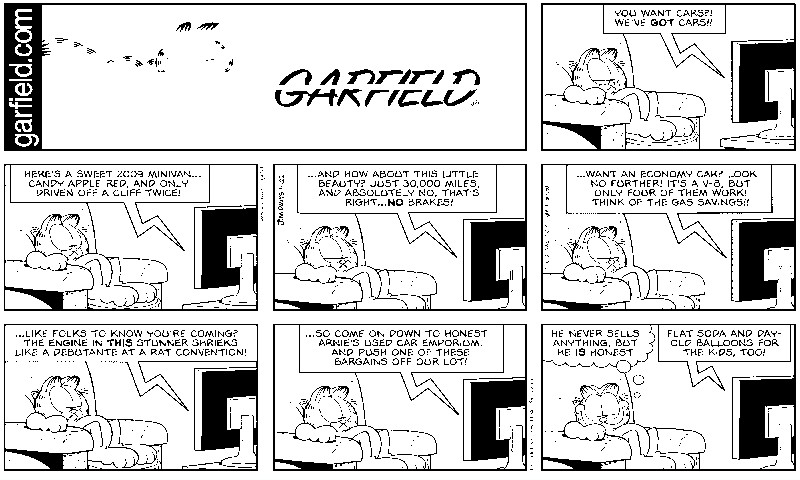 garfield.com
GARFIELD
YOU WANT CARS?!
WE'VE GOT CARS!!
HERE'S A SWEET 2003 MINIVAN...
CANDY APPLE RED, AND ONLY
DRIVEN OFF A CLIFF TWICE!
JIM DAVIS
...AND HOW ABOUT THIS LITTLE
BEAUTY? JUST 30,000 MILES,
AND ABSOLUTELY NO, THAT'S
RIGHT...NO BRAKES!
...WANT AN ECONOMY CAR? LOOK
NO FURTHER! IT'S A V-8, BUT
ONLY FOUR OF THEM WORK!
THINK OF THE GAS SAVINGS!!
...LIKE FOLKS TO KNOW YOU'RE COMING?
THE ENGINE IN THIS STUNNER SHRIEKS
LIKE A DEBUTANTE AT A RAT CONVENTION!
...SO COME ON DOWN TO HONEST
ARNIE'S USED CAR EMPORIUM,
AND PUSH ONE OF THESE
BARGAINS OFF OUR LOT!
HE NEVER SELLS
ANYTHING, BUT
HE IS HONEST
FLAT SODA AND DAY-
OLD BALLOONS FOR
THE KIDS, TOO!